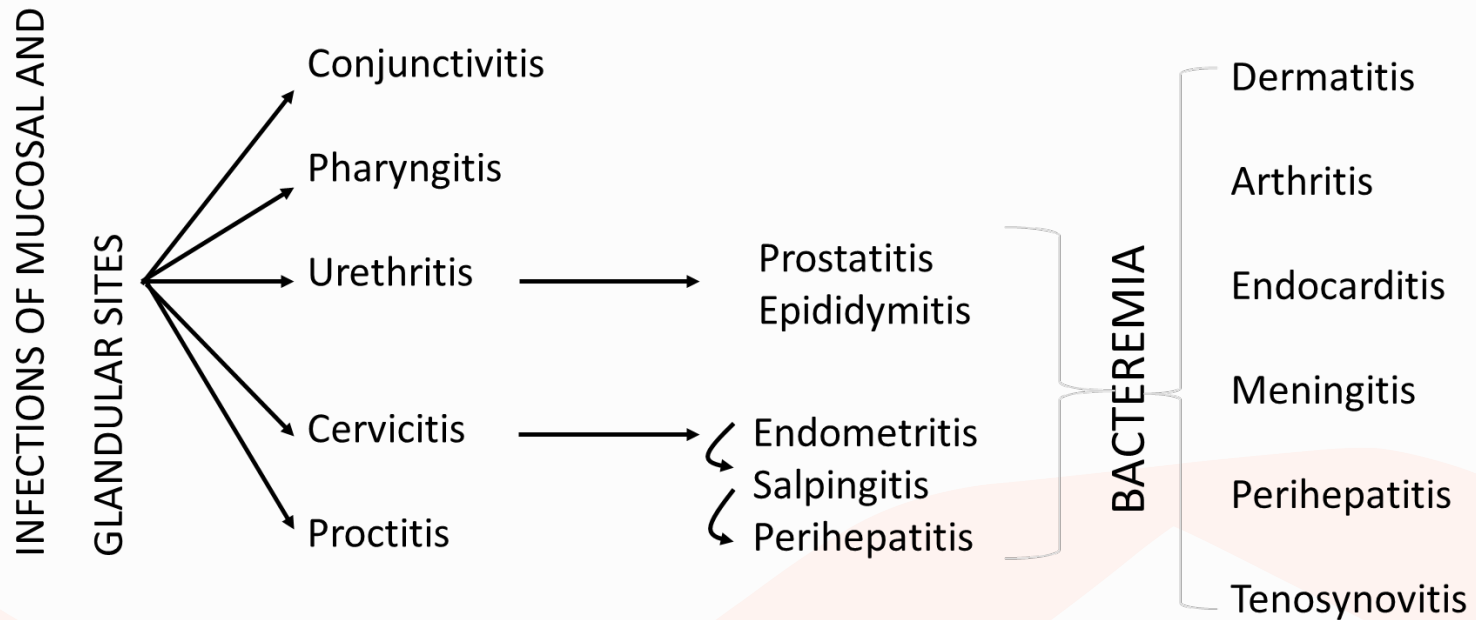 INFECTIONS OF MUCOSAL AND
GLANDULAR SITES
Conjunctivitis
Pharyngitis
Urethritis
Cervicitis
Proctitis
Prostatitis
Epididymitis
Endometritis
Salpingitis
Perihepatitis
BACTEREMIA
Dermatitis
Arthritis
Endocarditis
Meningitis
Perihepatitis
Tenosynovitis